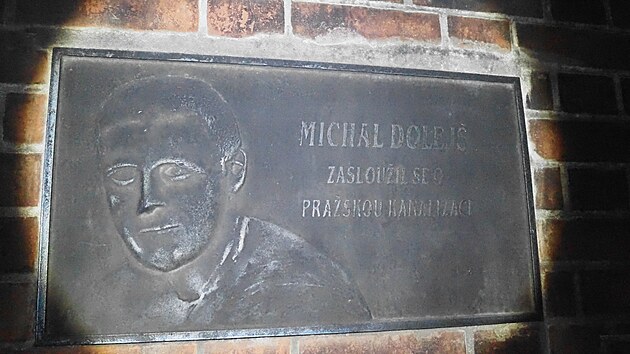 MICHAL DOLEJŠ
ZASLOUŽIL SE O
PRAŽSKOU KANALIZACI